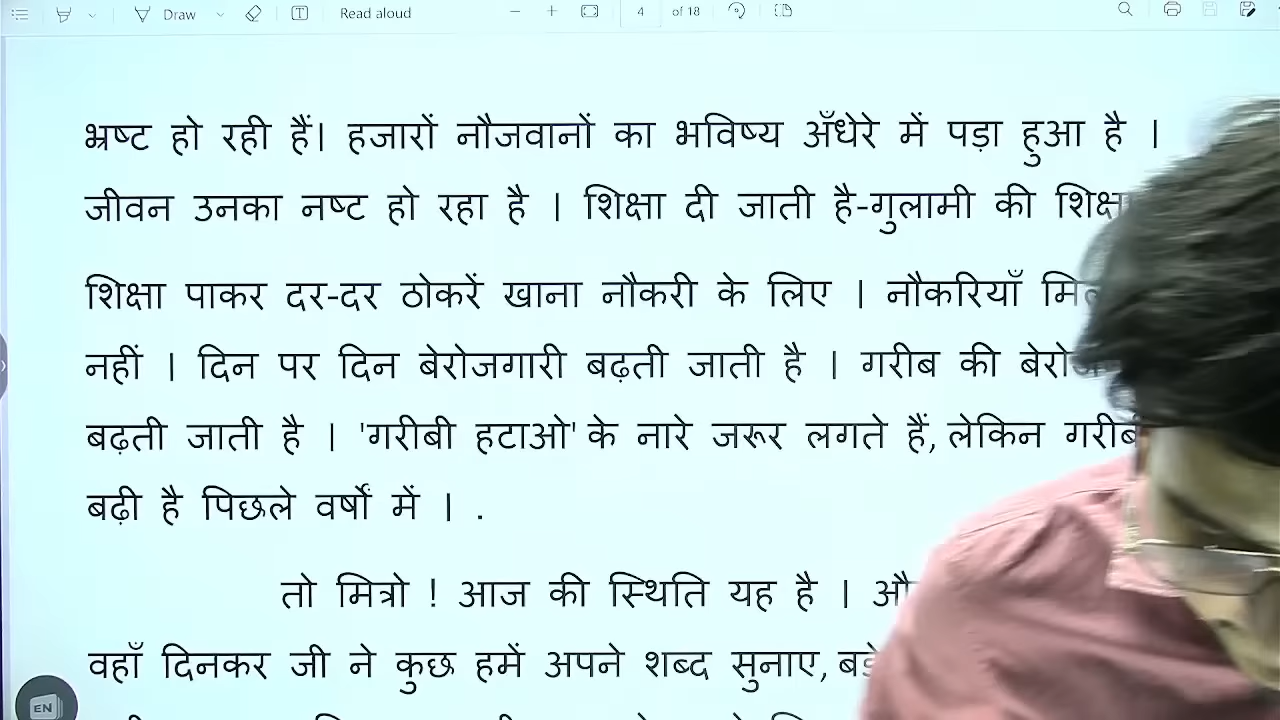 Draw
Read aloud
4 of 18
भ्रष्ट हो रही हैं। हजारों नौजवानों का भविष्य अँधेरे में पड़ा हुआ है ।
जीवन उनका नष्ट हो रहा है । शिक्षा दी जाती है-गुलामी की
शिक्षा पाकर दर-दर ठोकरें खाना नौकरी के लिए । नौकरियाँ
नहीं । दिन पर दिन बेरोजगारी बढ़ती जाती है । गरीब की
बढ़ती जाती है । 'गरीबी हटाओ' के नारे जरूर लगते हैं, लेकिन
बढ़ी है पिछले वर्षों में । .
तो मित्रो ! आज की स्थिति यह है ।
वहाँ दिनकर जी ने कुछ हमें अपने शब्द सुनाए,
EN